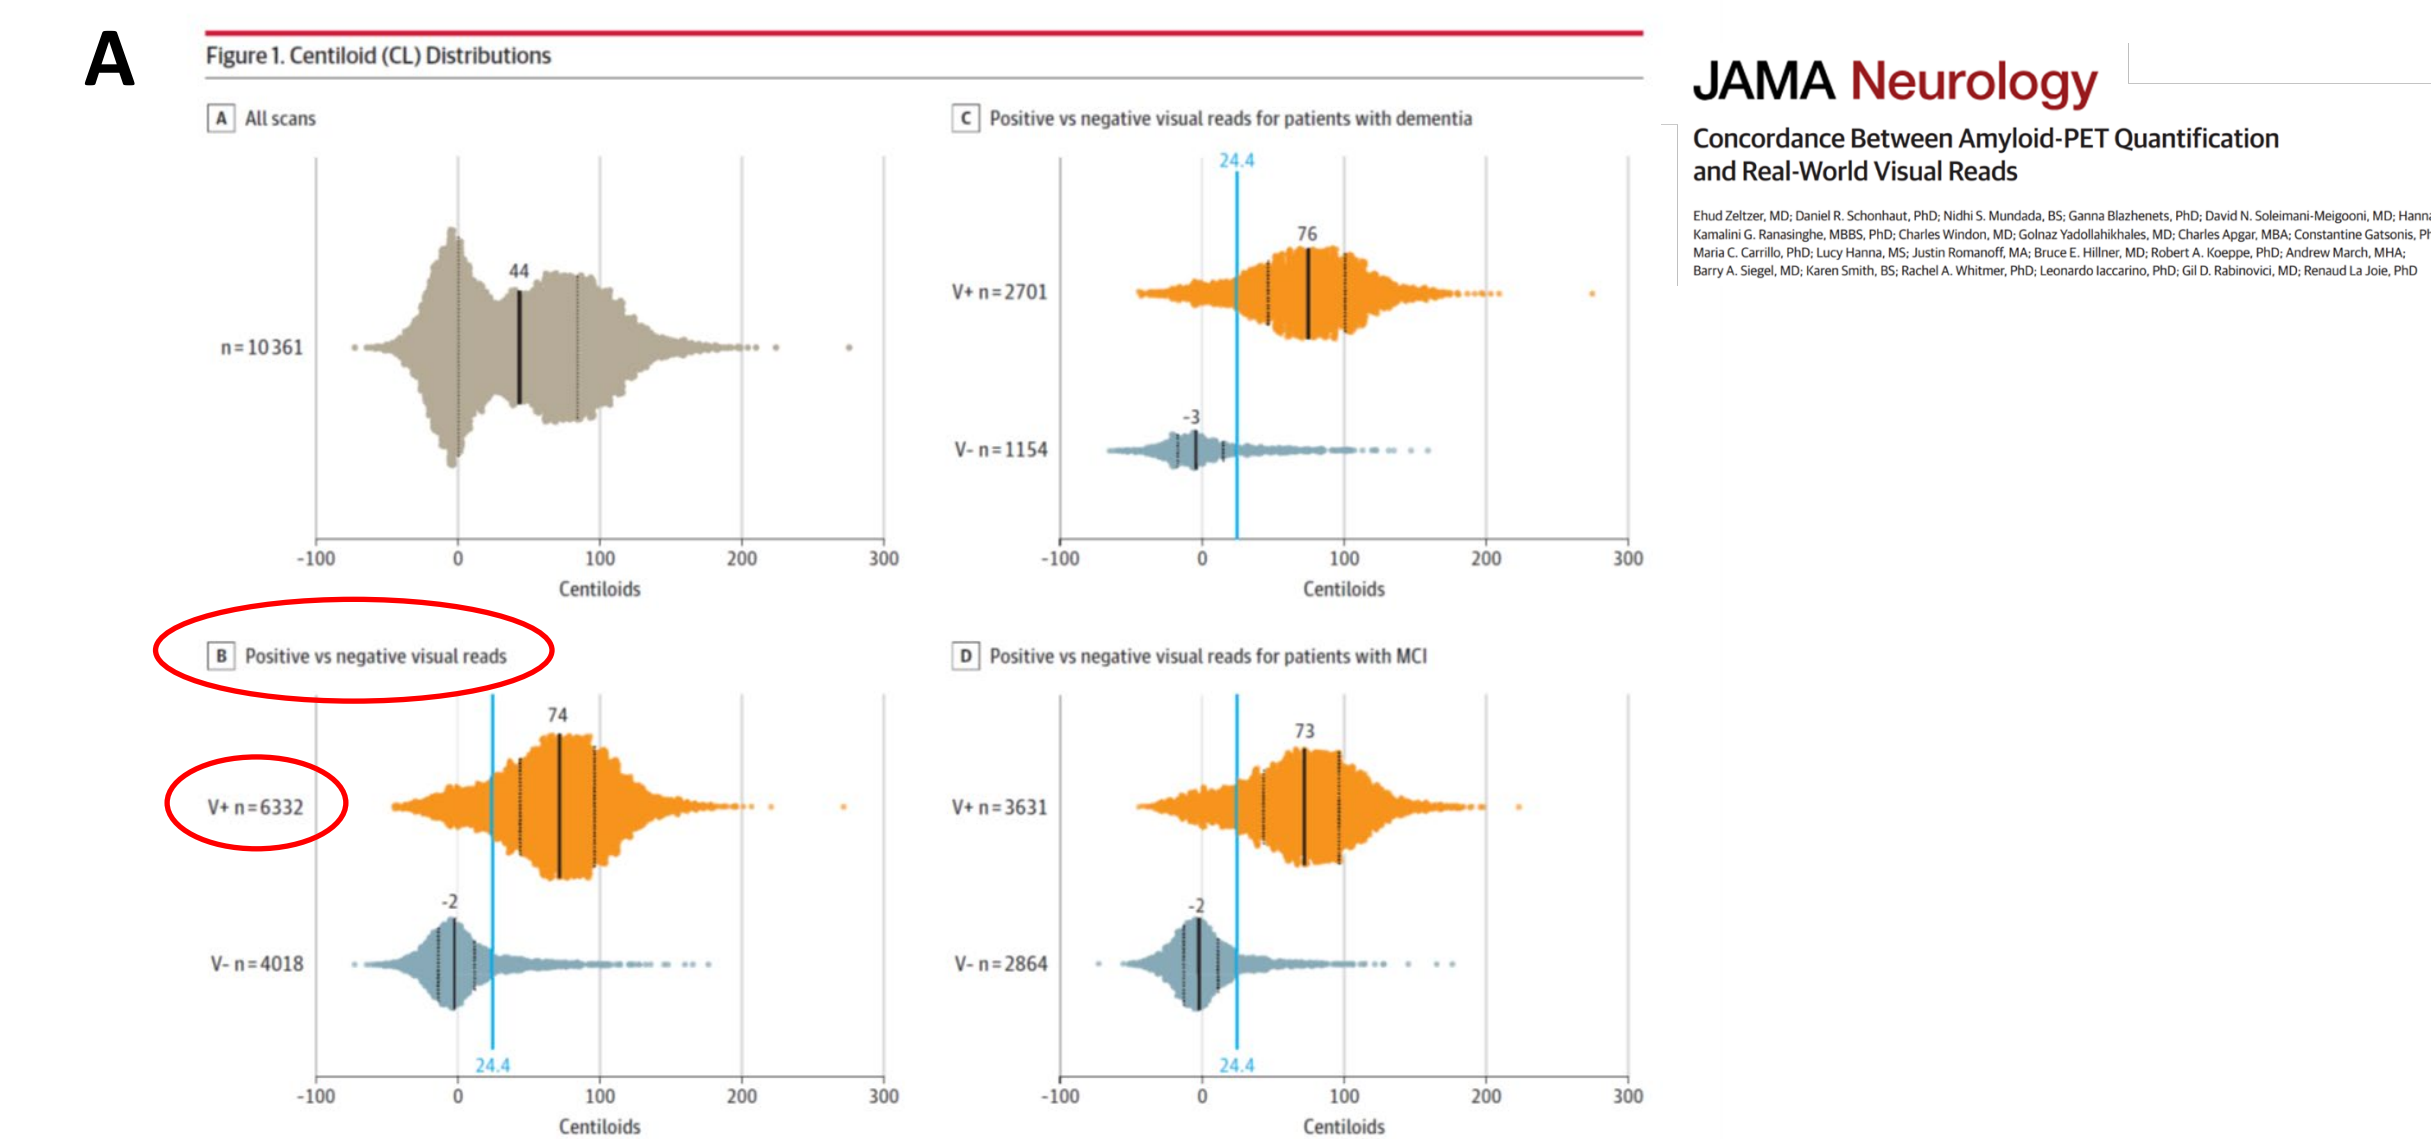 A
Figure 1. Centiloid (CL) Distributions
A All scans
44
n=10361
-100 0 100 200 300
Centiloids
C Positive vs negative visual reads for patients with dementia
24.4
76
V+ n=2701
-3
V- n=1154
-100 0 100 200 300
Centiloids
B Positive vs negative visual reads
74
V+ n=6332
-2
V- n=4018
24.4
-100 0 100 200 300
Centiloids
D Positive vs negative visual reads for patients with MCI
73
V+ n=3631
-2
V- n=2864
24.4
-100 0 100 200 300
Centiloids
JAMA Neurology
Concordance Between Amyloid-PET Quantification
and Real-World Visual Reads
Ehud Zeltzer, MD; Daniel R. Schonhaut, PhD; Nidhi S. Mundada, BS; Ganna Blazhenets, PhD; David N. Soleimani-Meigooni, MD; Hanna
Kamalini G. Ranasinghe, MBBS, PhD; Charles Windon, MD; Golnaz Yadollahikhales, MD; Charles Apgar, MBA; Constantine Gatsonis, Ph
Maria C. Carrillo, PhD; Lucy Hanna, MS; Justin Romanoff, MA; Bruce E. Hillner, MD; Robert A. Koeppe, PhD; Andrew March, MHA;
Barry A. Siegel, MD; Karen Smith, BS; Rachel A. Whitmer, PhD; Leonardo Iaccarino, PhD; Gil D. Rabinovici, MD; Renaud La Joie, PhD